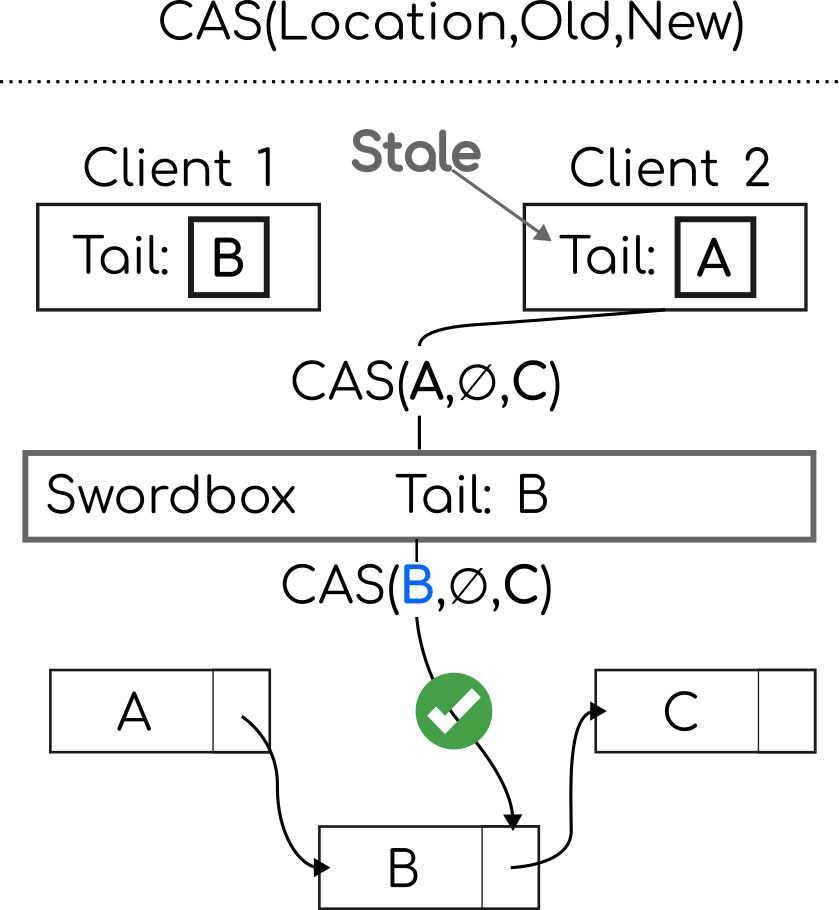 CAS(Location,Old,New)
Stale
Client 1
Client 2
Tail: B
Tail: A
CAS(A,∅,C)
Swordbox Tail: B
CAS(B,∅,C)
A
C
B